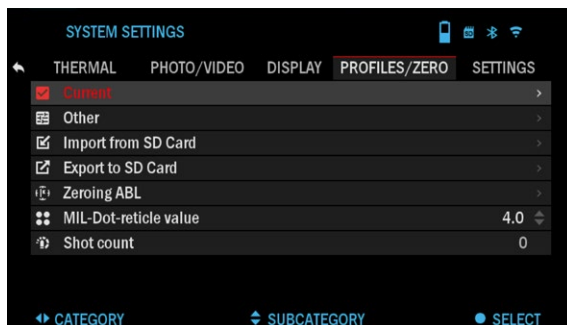 SYSTEM SETTINGS
THERMAL PHOTO/VIDEO DISPLAY PROFILES/ZERO SETTINGS
Current
Other
Import from SD Card
Export to SD Card
Zeroing ABL
MIL-Dot-reticle value 4.0
Shot count 0
CATEGORY SUBCATEGORY SELECT